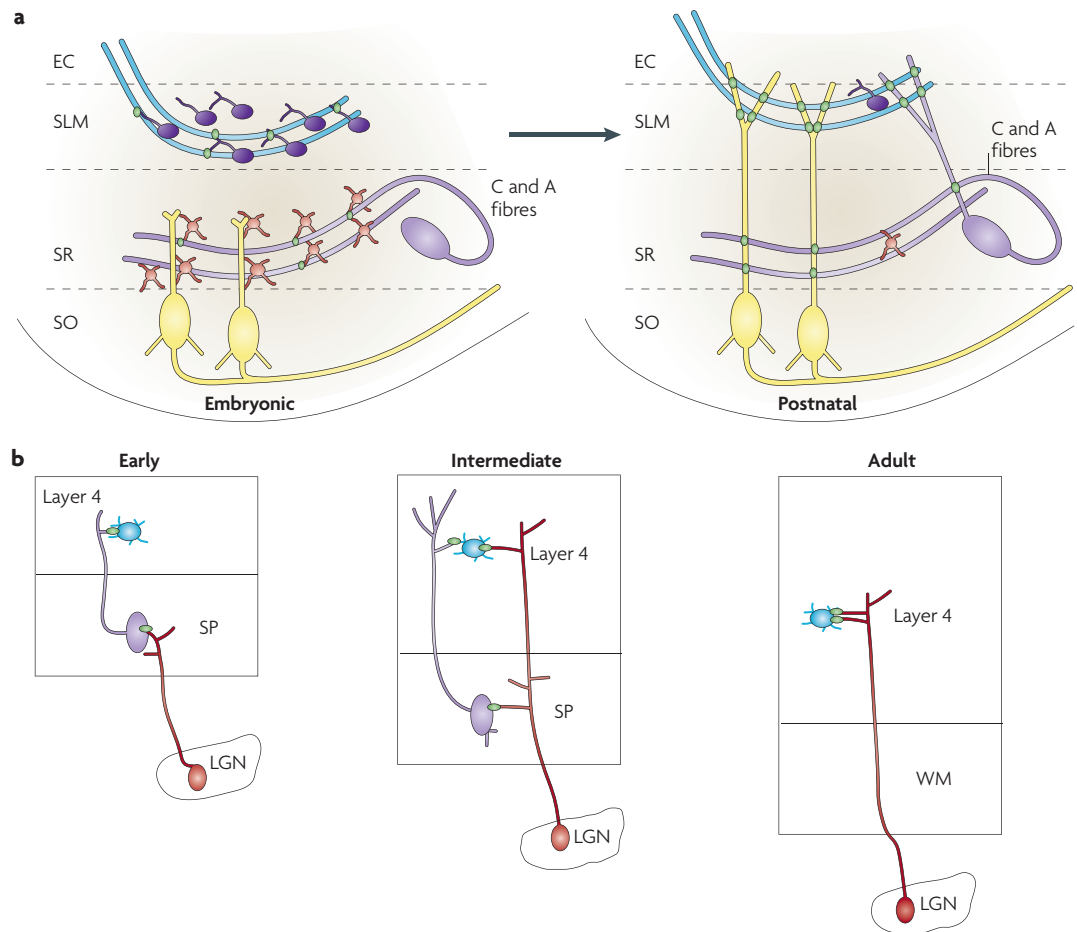 a
EC
SLM
SR
SO
C and A
fibres
Embryonic
EC
SLM
SR
SO
C and A
fibres
Postnatal
b
Early
Layer 4
SP
LGN
Intermediate
Layer 4
SP
LGN
Adult
Layer 4
WM
LGN